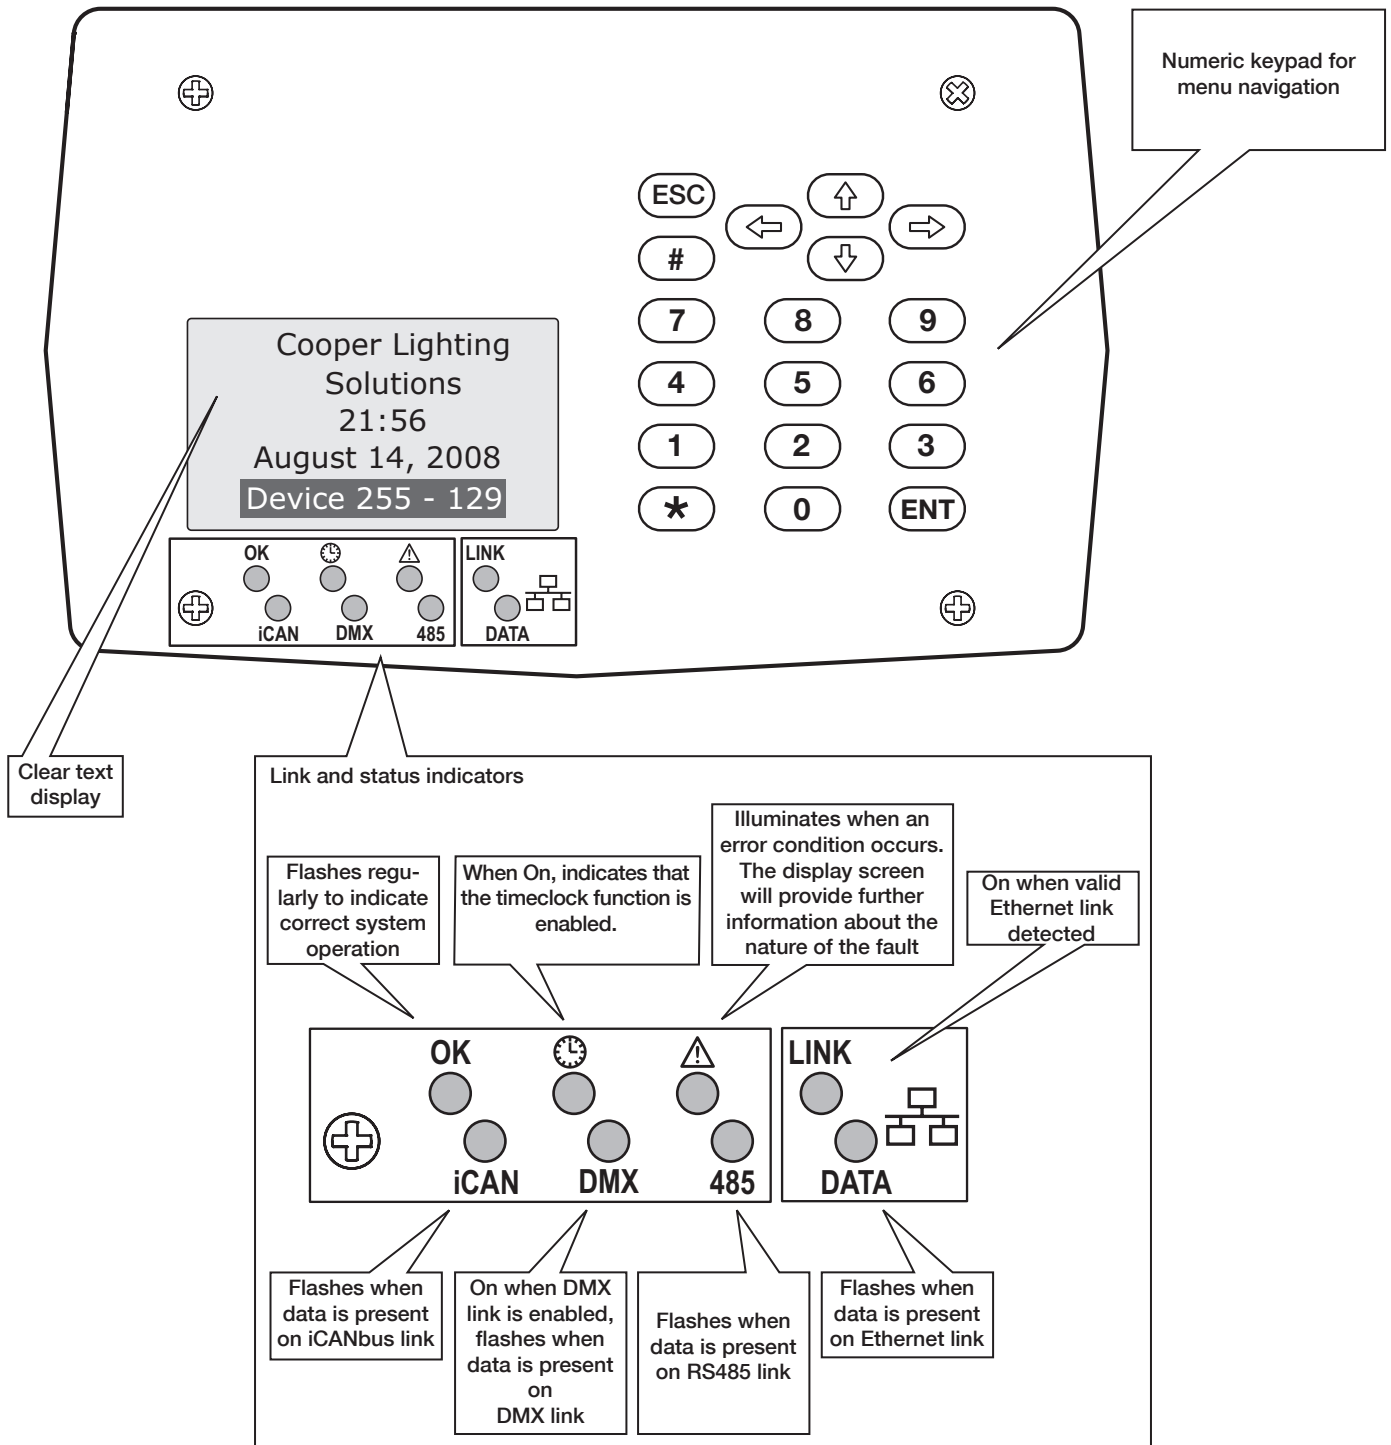 Numeric keypad for
menu navigation
ESC
#
7 8 9
4 5 6
1 2 3
* 0 ENT
Cooper Lighting
Solutions
21:56
August 14, 2008
Device 255 - 129
OK LINK
iCAN DMX 485 DATA
Clear text
display
Link and status indicators
Flashes regu-
larly to indicate
correct system
operation
When On, indicates that
the timeclock function is
enabled.
Illuminates when an
error condition occurs.
The display screen
will provide further
information about the
nature of the fault
On when valid
Ethernet link
detected
OK LINK
iCAN DMX 485 DATA
Flashes when
data is present
on iCANbus link
On when DMX
link is enabled,
flashes when
data is present
on
DMX link
Flashes when
data is present
on RS485 link
Flashes when
data is present
on Ethernet link